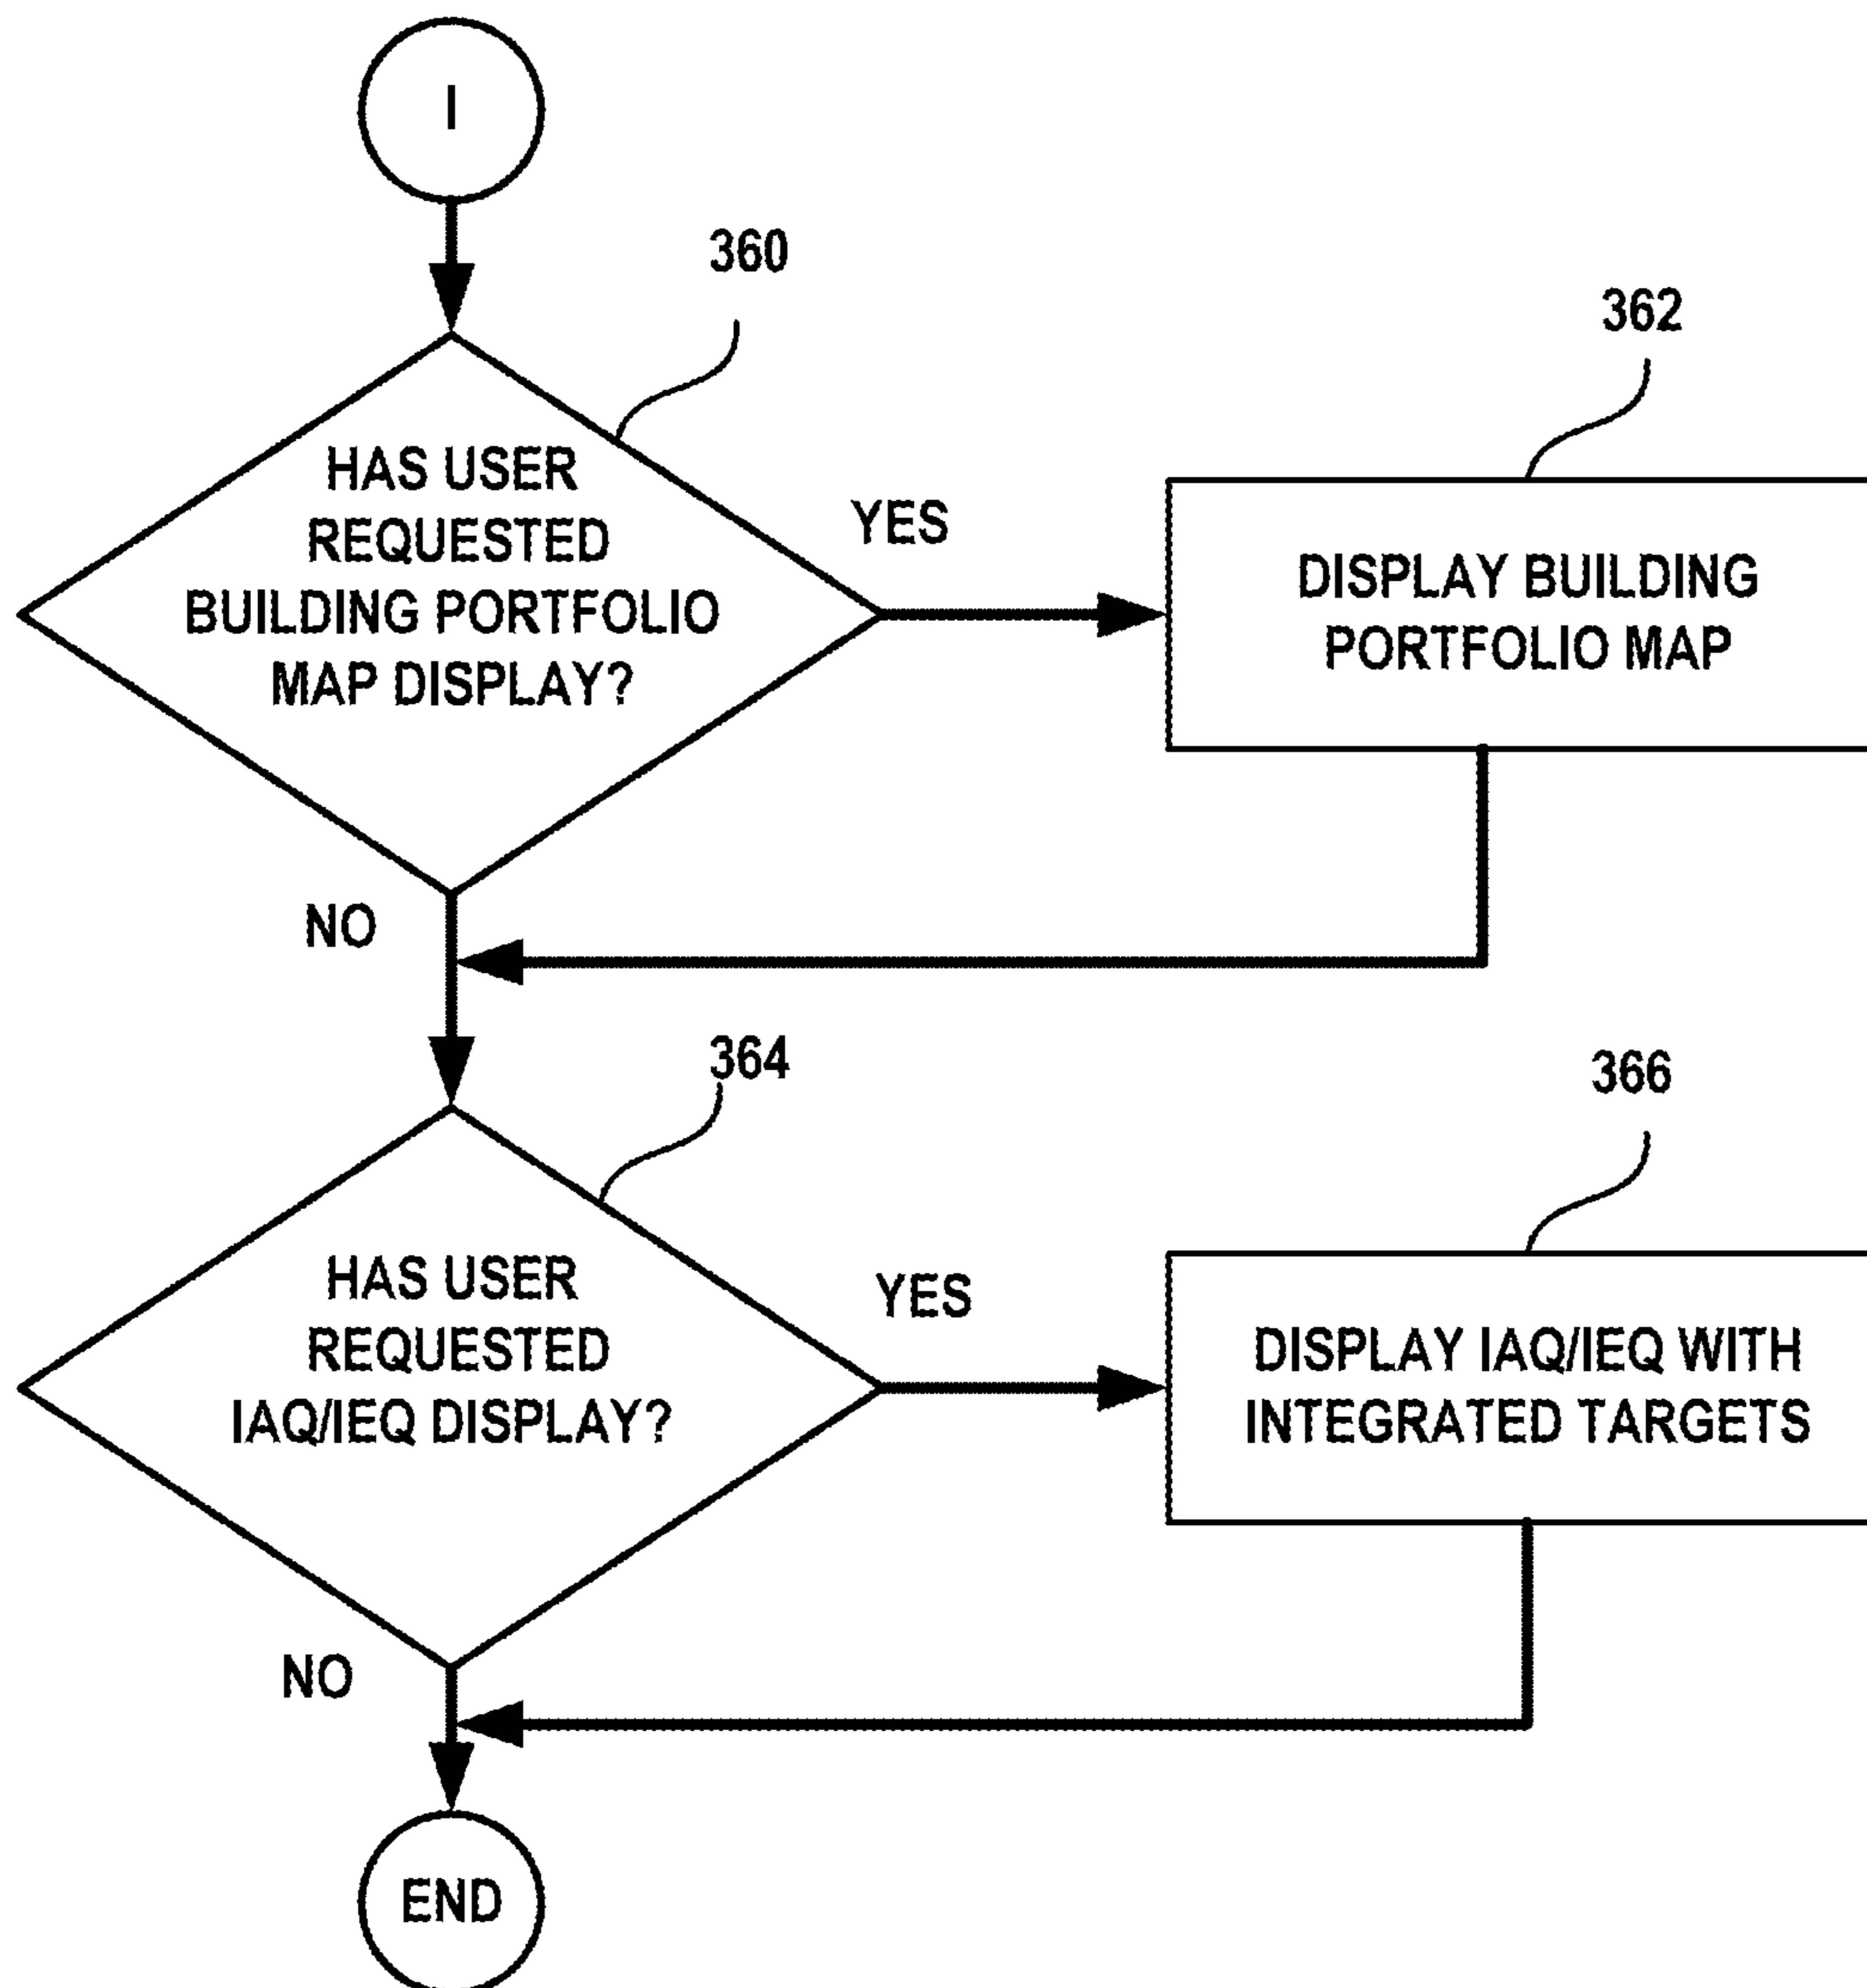 I
360
HAS USER
REQUESTED
BUILDING PORTFOLIO
MAP DISPLAY?
YES
362
DISPLAY BUILDING
PORTFOLIO MAP
NO
364
HAS USER
REQUESTED
IAQ/IEQ DISPLAY?
YES
366
DISPLAY IAQ/IEQ WITH
INTEGRATED TARGETS
NO
END